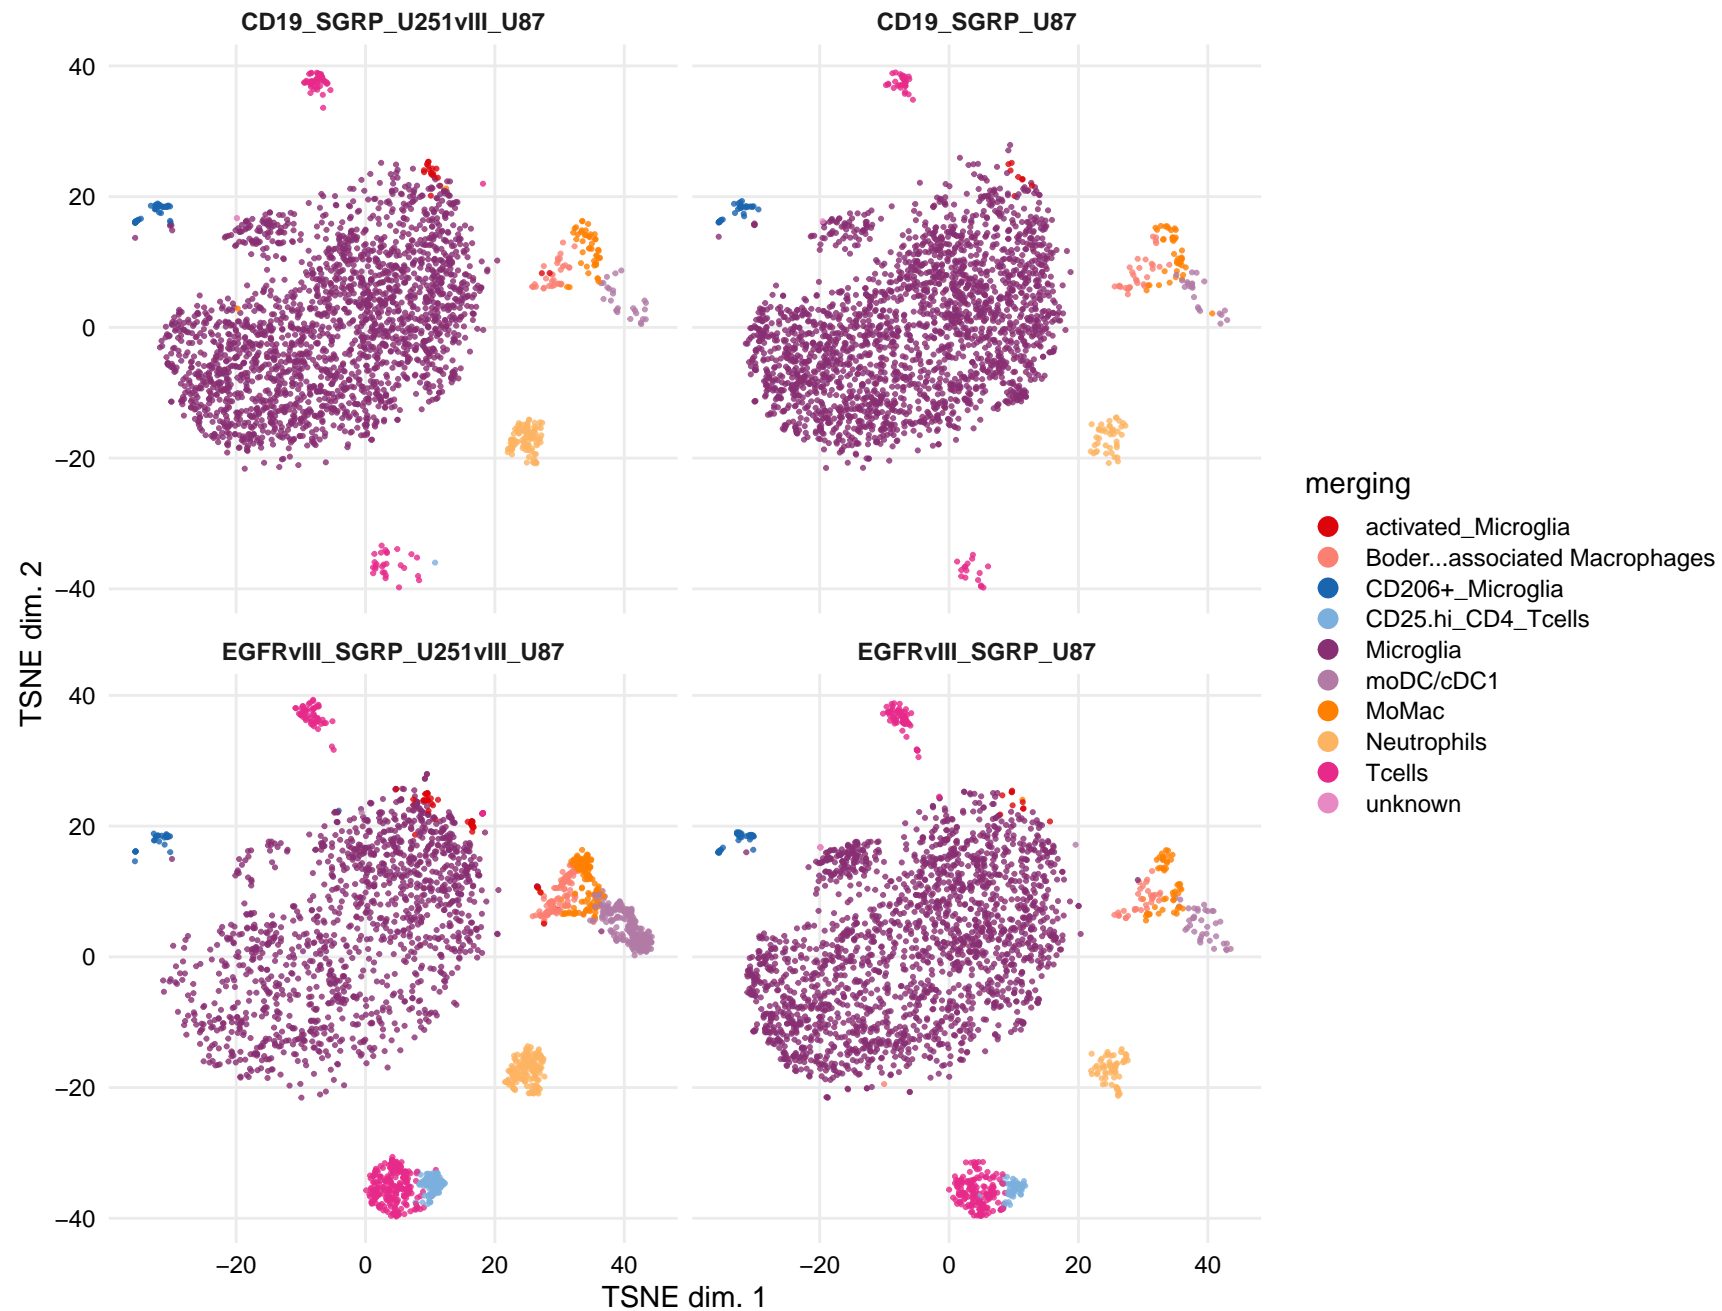 CD19_SGRP_U251vIII_U87
CD19_SGRP_U87
40
20
0
−20
−40
EGFRvIII_SGRP_U251vIII_U87
EGFRvIII_SGRP_U87
40
20
0
−20
−40
−20 0 20 40
−20 0 20 40
TSNE dim. 1
TSNE dim. 2
merging
activated_Microglia
Boder...associated Macrophages
CD206+_Microglia
CD25.hi_CD4_Tcells
Microglia
moDC/cDC1
MoMac
Neutrophils
Tcells
unknown